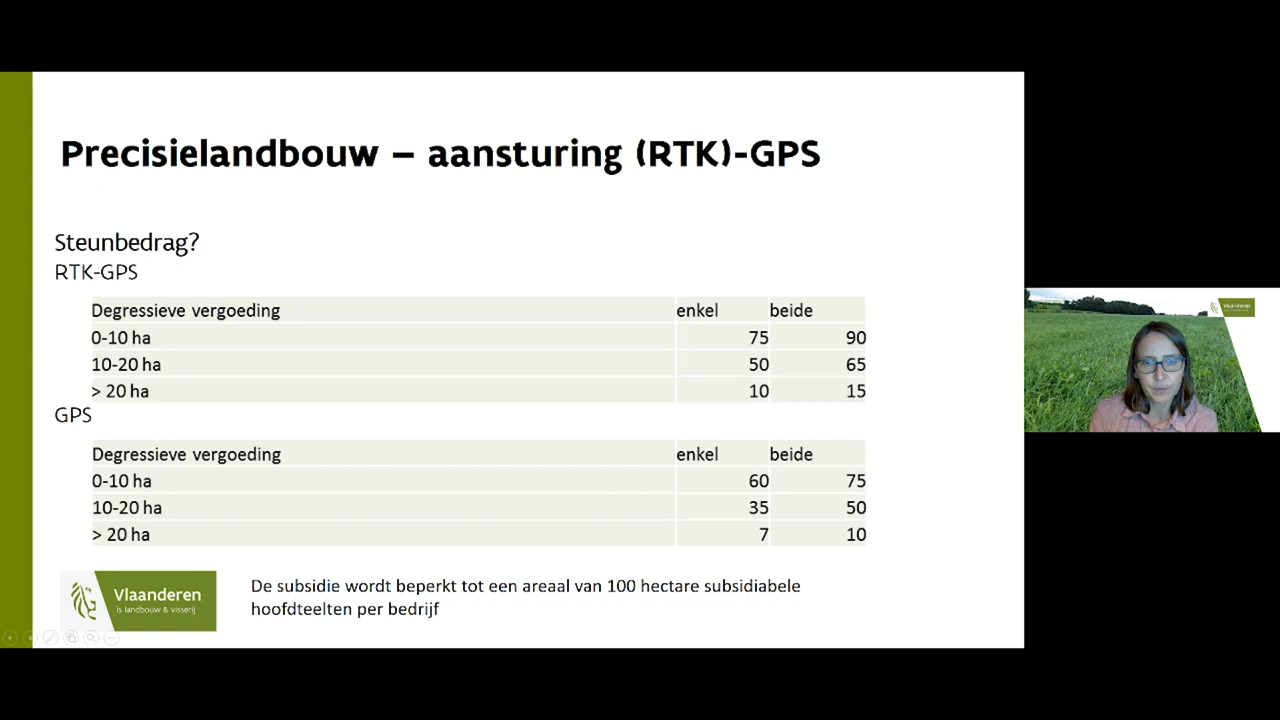 Precisielandbouw – aansturing (RTK)-GPS
Steunbedrag?
RTK-GPS
Degressieve vergoeding enkel beide
0-10 ha 75 90
10-20 ha 50 65
> 20 ha 10 15
GPS
Degressieve vergoeding enkel beide
0-10 ha 60 75
10-20 ha 35 50
> 20 ha 7 10
Vlaanderen
is landbouw & visserij
De subsidie wordt beperkt tot een areaal van 100 hectare subsidiabele
hoofdteelten per bedrijf
Vlaanderen